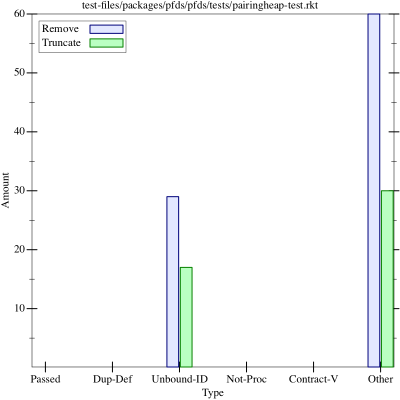 test-files/packages/pfds/pfds/tests/pairingheap-test.rkt
Remove
Truncate
60
50
40
30
20
10
Amount
Passed Dup-Def Unbound-ID Not-Proc Contract-V Other
Type